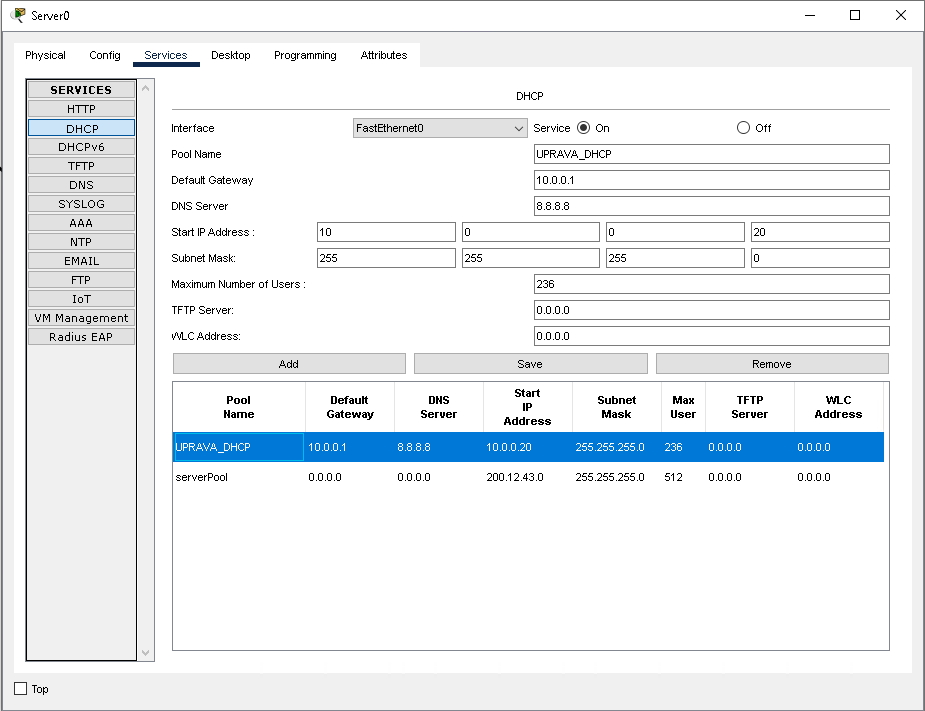 Server0
Physical Config Services Desktop Programming Attributes
SERVICES
HTTP
DHCP
DHCPv6
TFTP
DNS
SYSLOG
AAA
NTP
EMAIL
FTP
IoT
VM Management
Radius EAP
DHCP
Interface FastEthernet0 Service On Off
Pool Name UPRAVA_DHCP
Default Gateway 10.0.0.1
DNS Server 8.8.8.8
Start IP Address : 10 0 0 20
Subnet Mask: 255 255 255 0
Maximum Number of Users : 236
TFTP Server: 0.0.0.0
WLC Address: 0.0.0.0
Add Save Remove
Pool Name Default Gateway DNS Server Start IP Address Subnet Mask Max User TFTP Server WLC Address
UPRAVA_DHCP 10.0.0.1 8.8.8.8 10.0.0.20 255.255.255.0 236 0.0.0.0 0.0.0.0
serverPool 0.0.0.0 0.0.0.0 200.12.43.0 255.255.255.0 512 0.0.0.0 0.0.0.0
Top